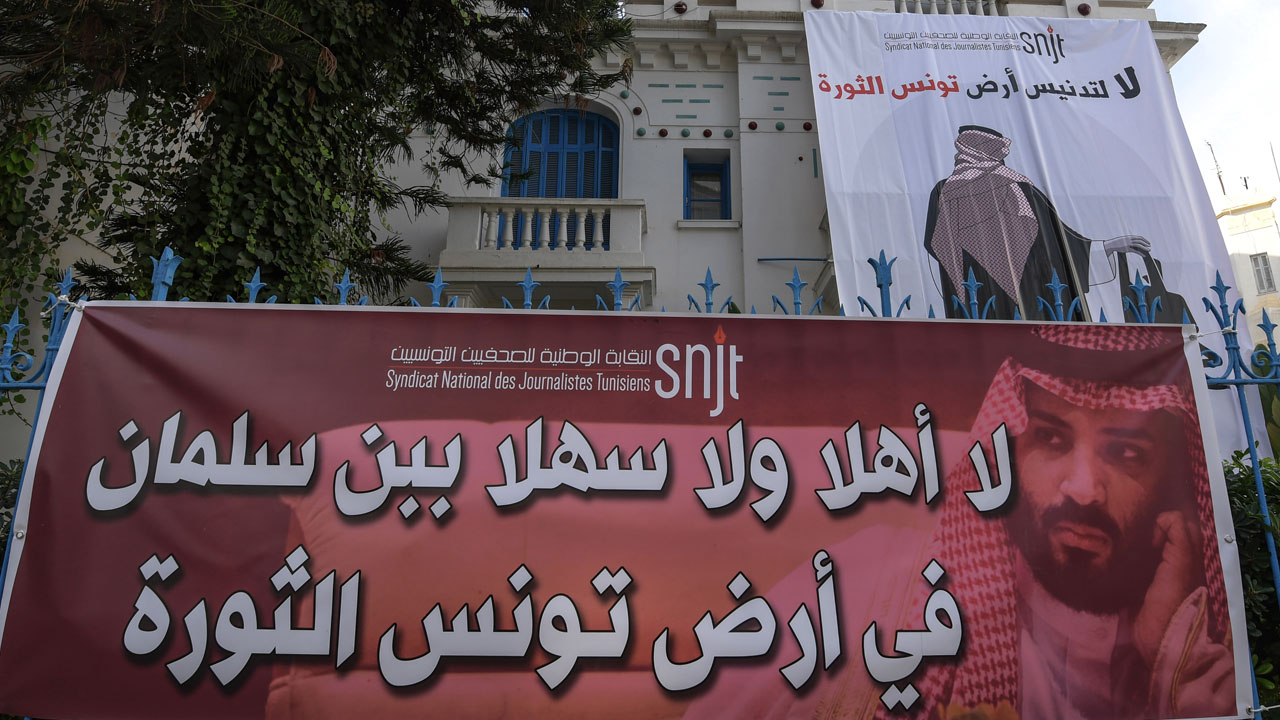 النقابة الوطنية للصحفيين التونسيين
Syndicat National des Journalistes Tunisiens
snjt
لا لتدنيس أرض تونس الثورة
النقابة الوطنية للصحفيين التونسيين
Syndicat National des Journalistes Tunisiens
snjt
لا أهلا ولا سهلا ببن سلمان
في أرض تونس الثورة